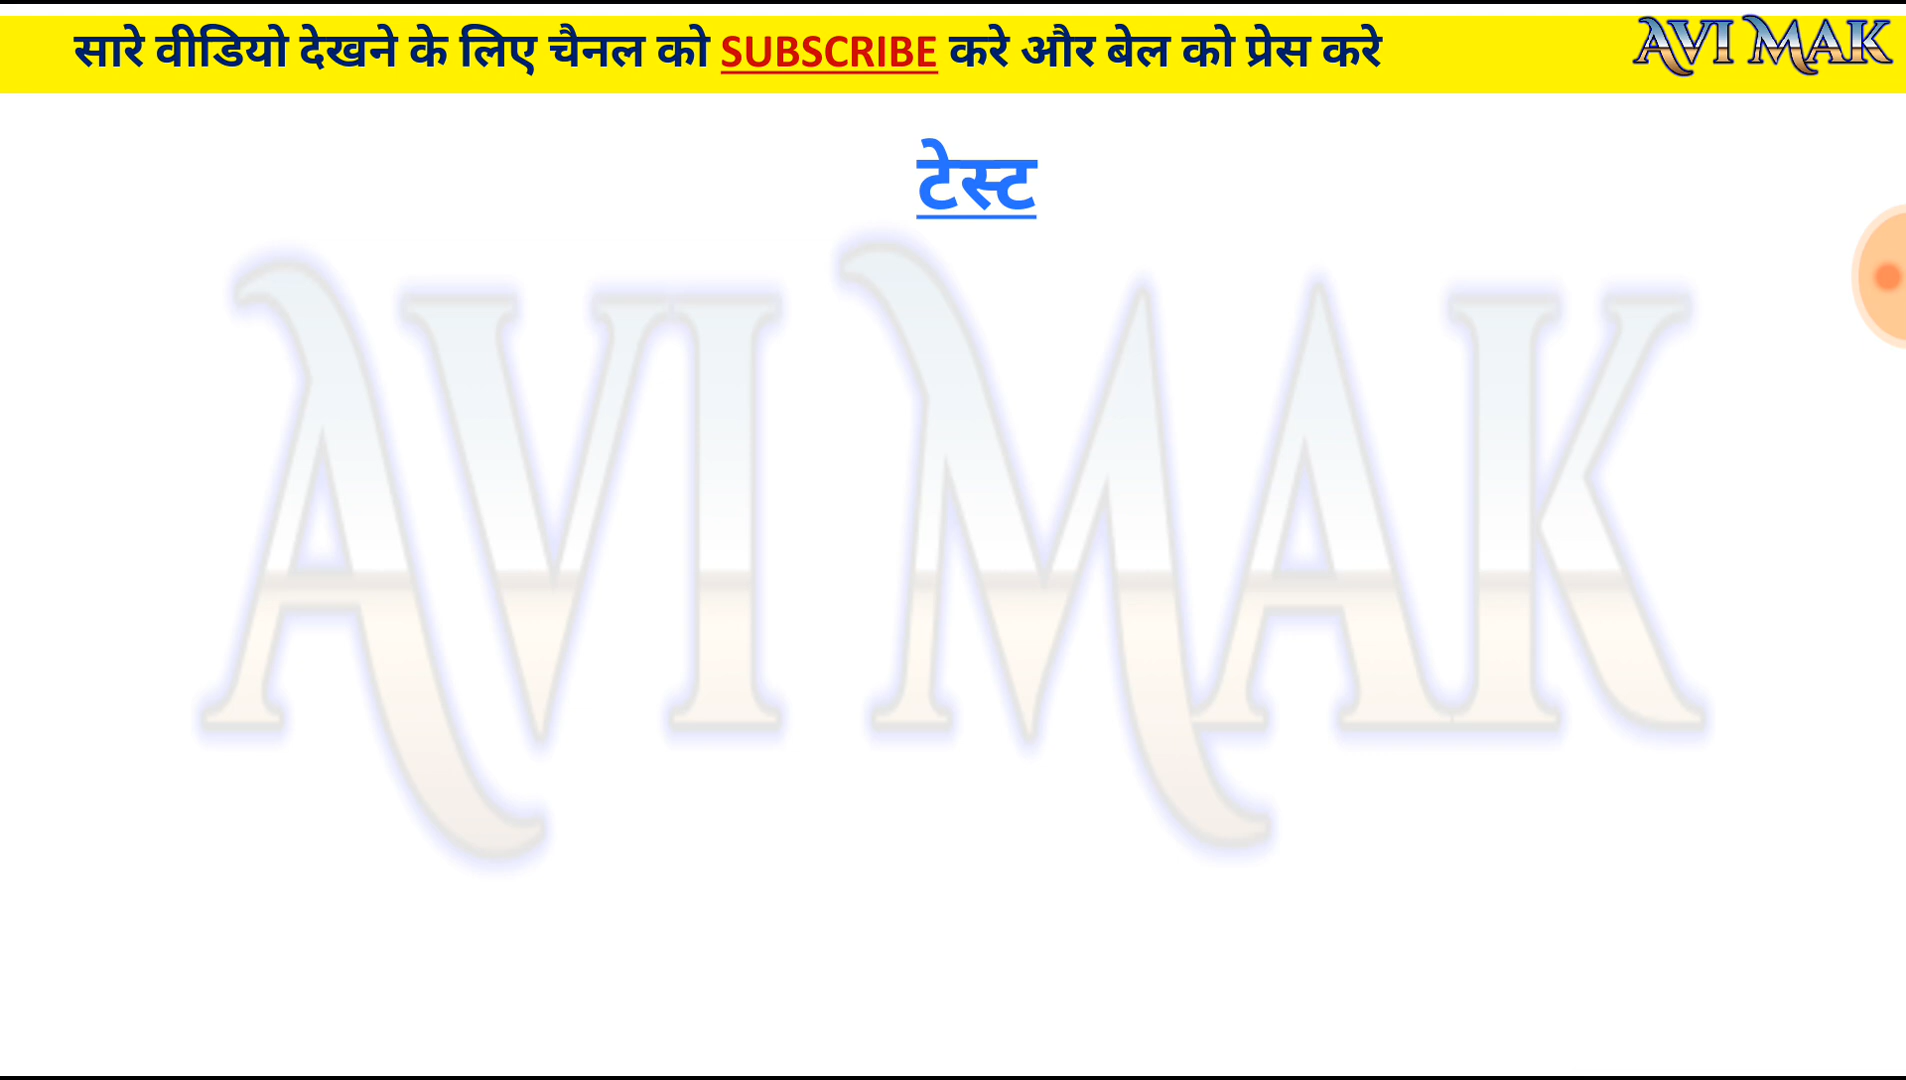 सारे वीडियो देखने के लिए चैनल को SUBSCRIBE करे और बेल को प्रेस करे
AVI MAK
टेस्ट
AVI MAK